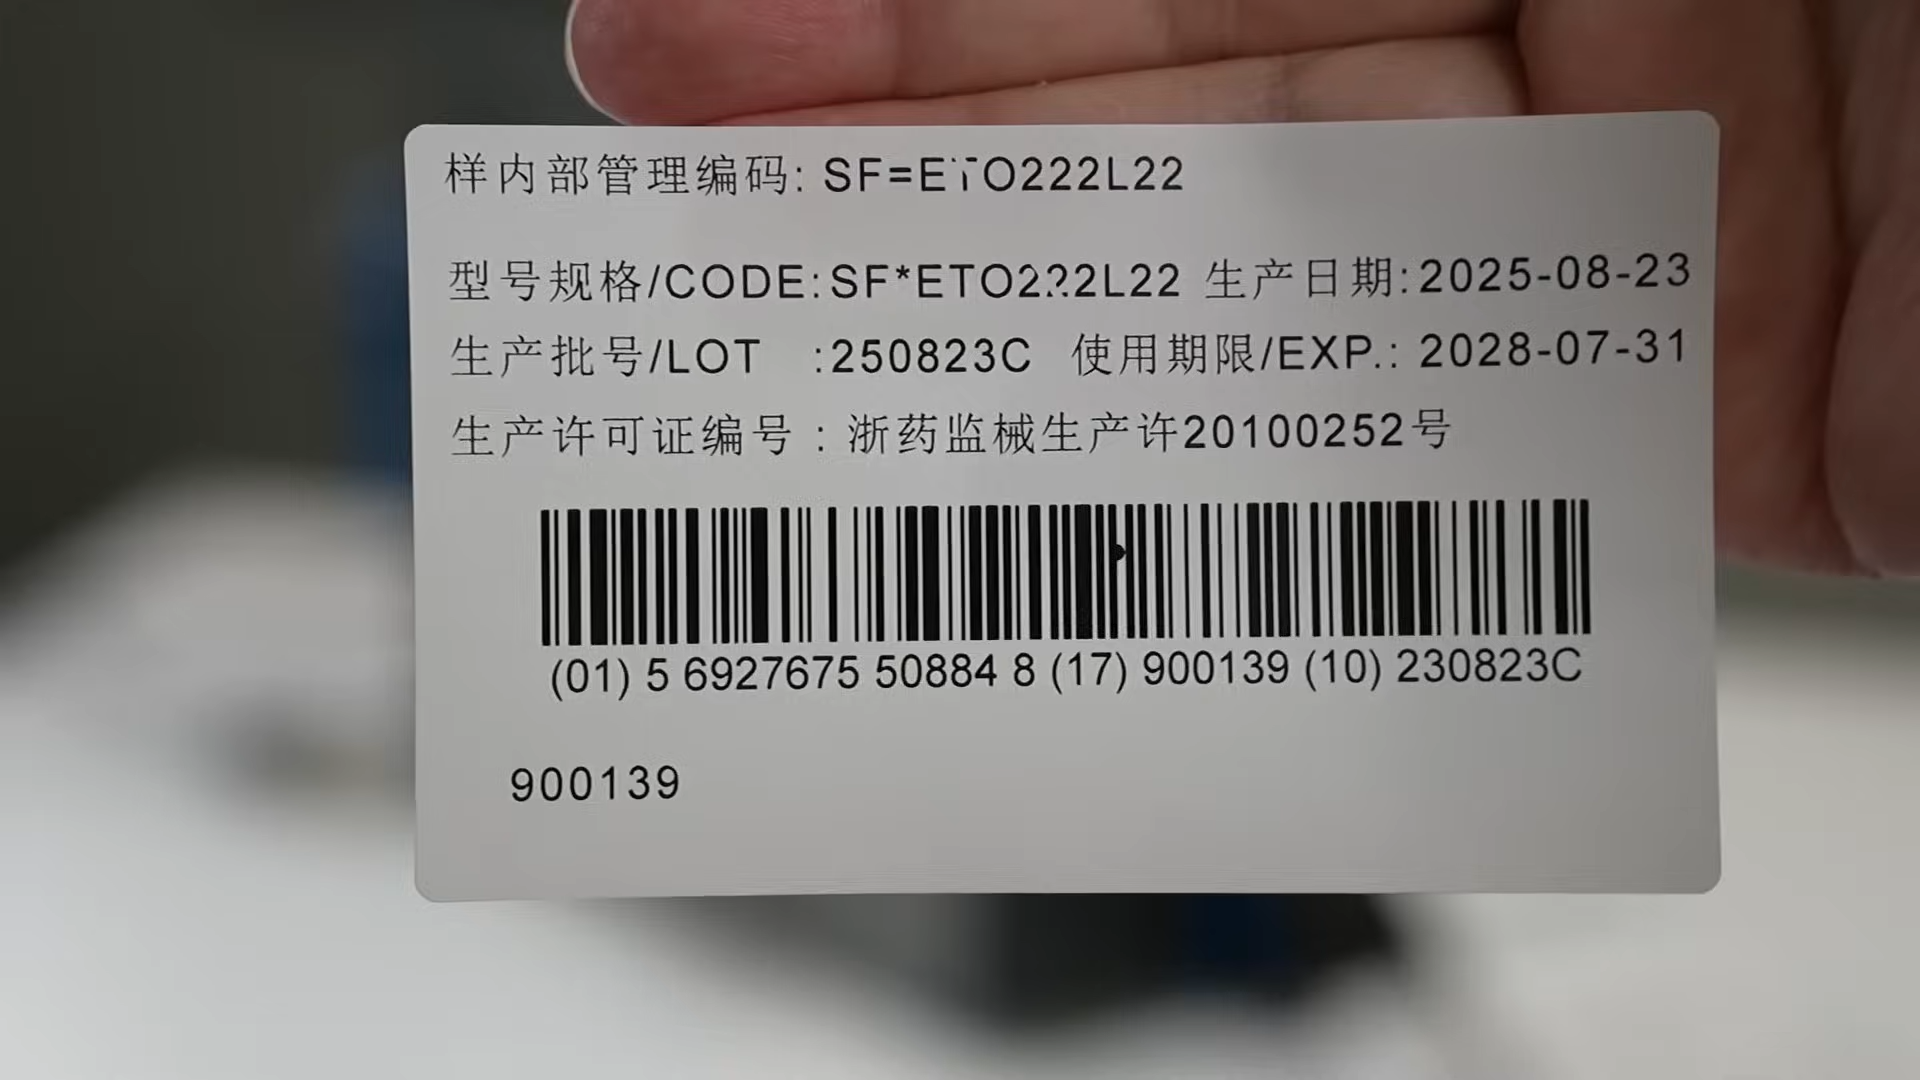 样内部管理编码: SF=ETO222L22
型号规格/CODE:SF*ETO222L22 生产日期:2025-08-23
生产批号/LOT :250823C 使用期限/EXP.: 2028-07-31
生产许可证编号：浙药监械生产许20100252号
(01) 5 6927675 50884 8 (17) 900139 (10) 230823C
900139